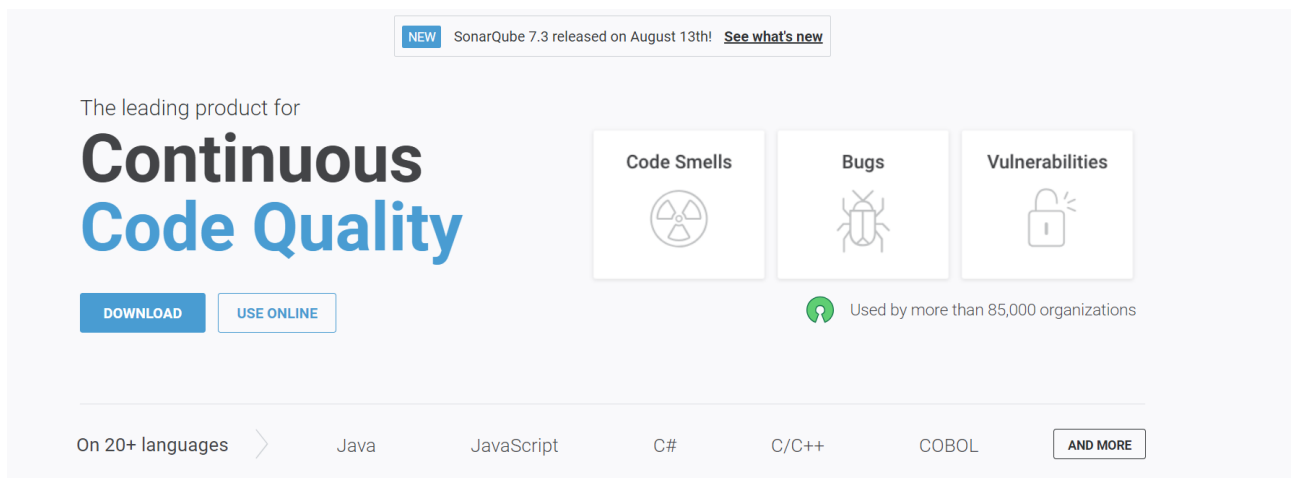 NEW SonarQube 7.3 released on August 13th! See what's new
The leading product for
Continuous
Code Quality
DOWNLOAD USE ONLINE
Code Smells Bugs Vulnerabilities
Used by more than 85,000 organizations
On 20+ languages Java JavaScript C# C/C++ COBOL AND MORE